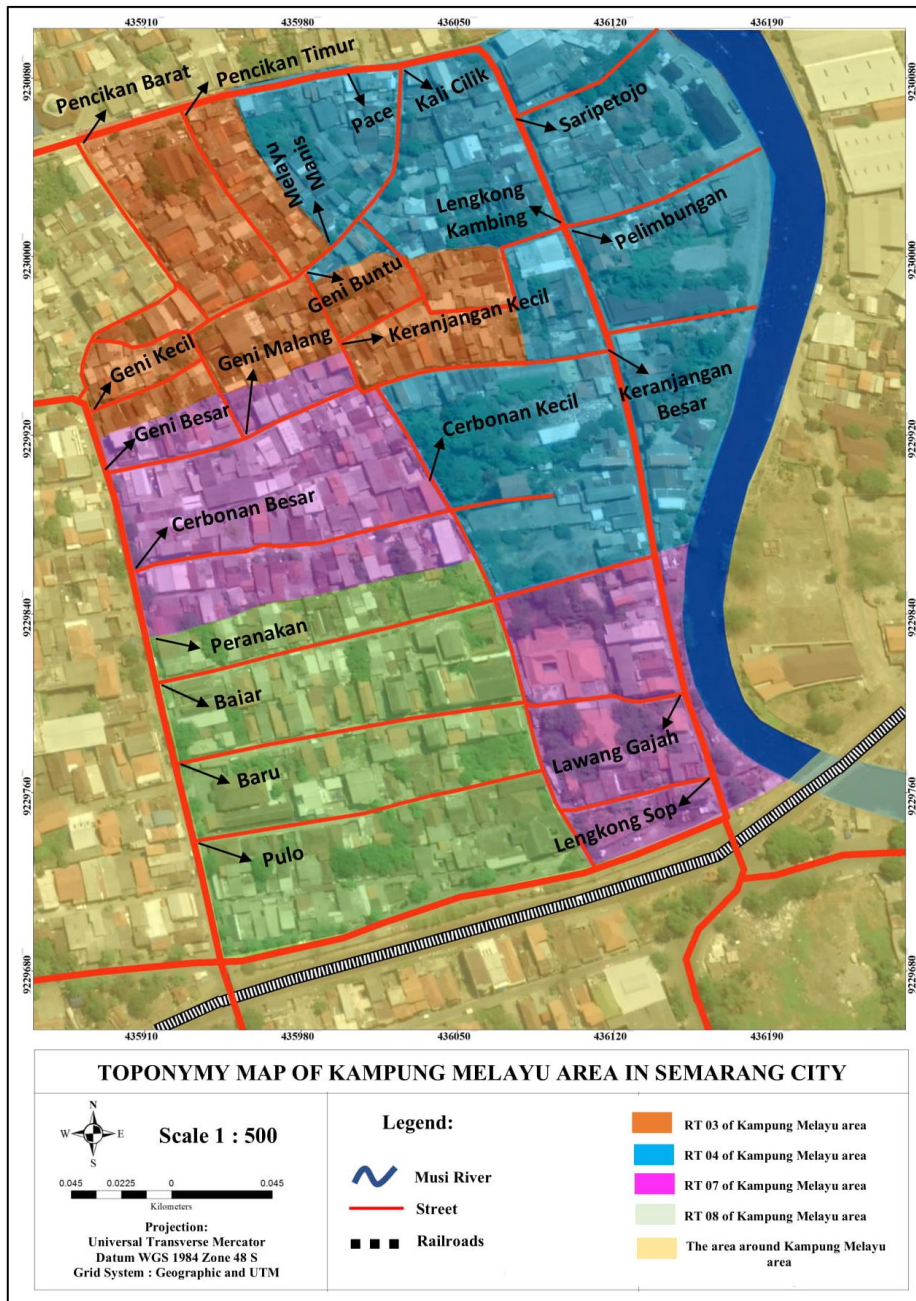 435910 435980 436050 436120 436190
9230080 9230080
Pencikan Barat
Pencikan Timur
Pace
Kali Cilik
Saripetojo
Melayu
Manis
Lengkong
Kambing
Pelimbungan
9230000 9230000
Geni Buntu
Geni Kecil
Geni Malang
Keranjangan Kecil
Keranjangan
Besar
Geni Besar
Cerbonan Kecil
9229920 9229920
Cerbonan Besar
9229840 9229840
Peranakan
Baiar
Baru
Lawang Gajah
9229760 9229760
Pulo
Lengkong Sop
9229680 9229680
435910 435980 436050 436120 436190
TOPONYMY MAP OF KAMPUNG MELAYU AREA IN SEMARANG CITY
N
W E
S
Scale 1 : 500
0.045 0.0225 0 0.045
Kilometers
Projection:
Universal Transverse Mercator
Datum WGS 1984 Zone 48 S
Grid System : Geographic and UTM
Legend:
Musi River
Street
Railroads
RT 03 of Kampung Melayu area
RT 04 of Kampung Melayu area
RT 07 of Kampung Melayu area
RT 08 of Kampung Melayu area
The area around Kampung Melayu
area